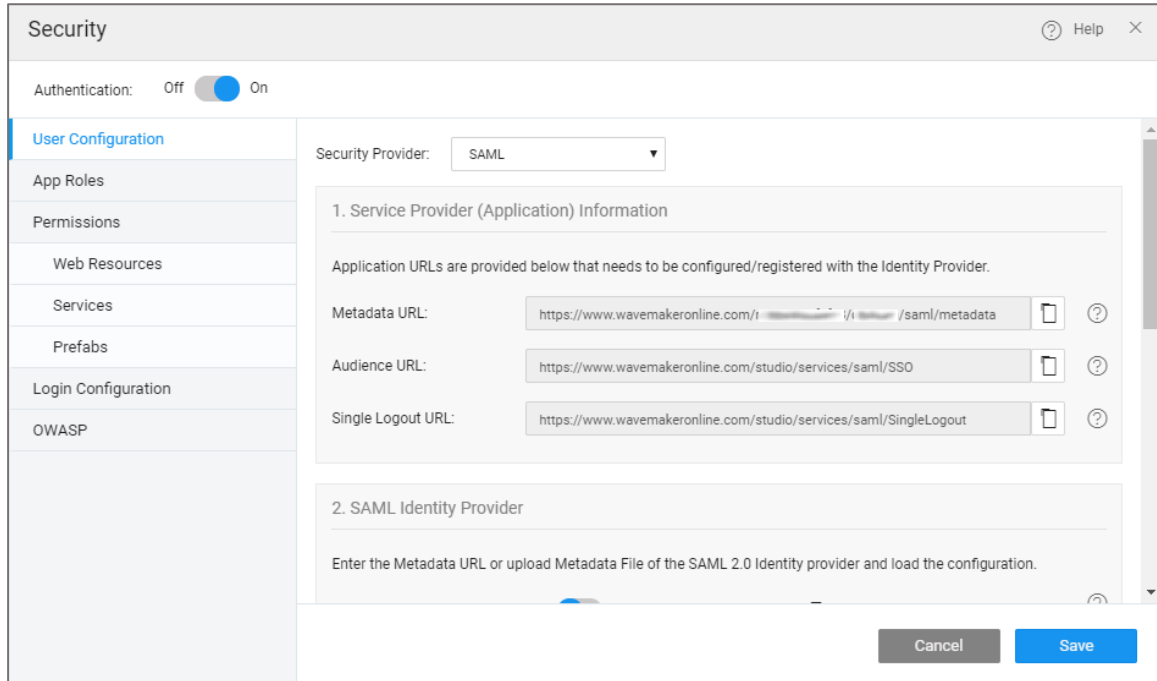 Security
Help
Authentication: Off On
User Configuration
App Roles
Permissions
Web Resources
Services
Prefabs
Login Configuration
OWASP
Security Provider: SAML
1. Service Provider (Application) Information
Application URLs are provided below that needs to be configured/registered with the Identity Provider.
Metadata URL: https://www.wavemakeronline.com/ /saml/metadata
Audience URL: https://www.wavemakeronline.com/studio/services/saml/SSO
Single Logout URL: https://www.wavemakeronline.com/studio/services/saml/SingleLogout
2. SAML Identity Provider
Enter the Metadata URL or upload Metadata File of the SAML 2.0 Identity provider and load the configuration.
Cancel Save